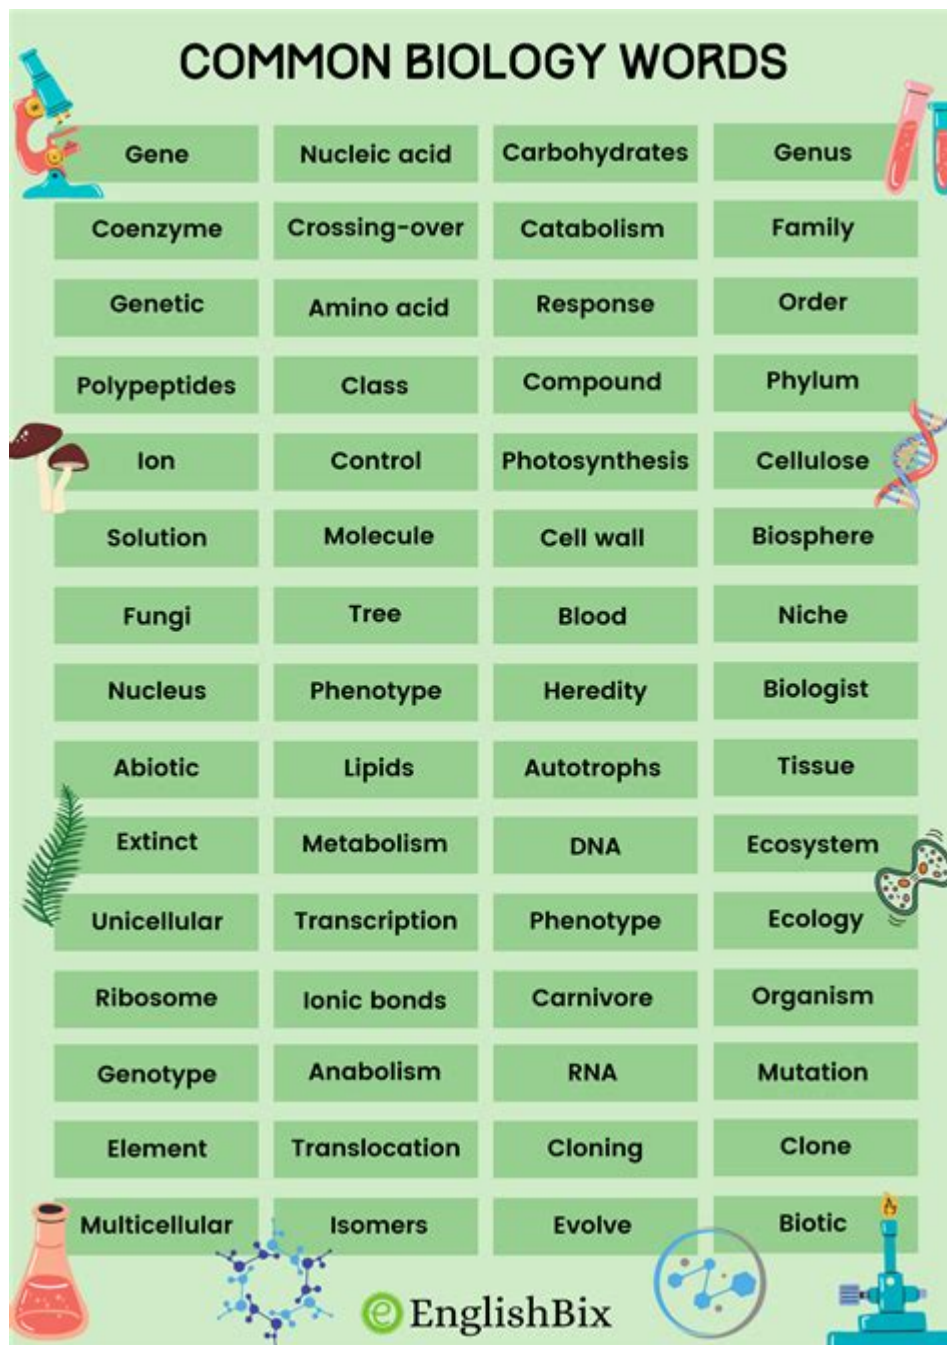 COMMON BIOLOGY WORDS
Gene Nucleic acid Carbohydrates Genus
Coenzyme Crossing-over Catabolism Family
Genetic Amino acid Response Order
Polypeptides Class Compound Phylum
Ion Control Photosynthesis Cellulose
Solution Molecule Cell wall Biosphere
Fungi Tree Blood Niche
Nucleus Phenotype Heredity Biologist
Abiotic Lipids Autotrophs Tissue
Extinct Metabolism DNA Ecosystem
Unicellular Transcription Phenotype Ecology
Ribosome Ionic bonds Carnivore Organism
Genotype Anabolism RNA Mutation
Element Translocation Cloning Clone
Multicellular Isomers Evolve Biotic
e EnglishBix